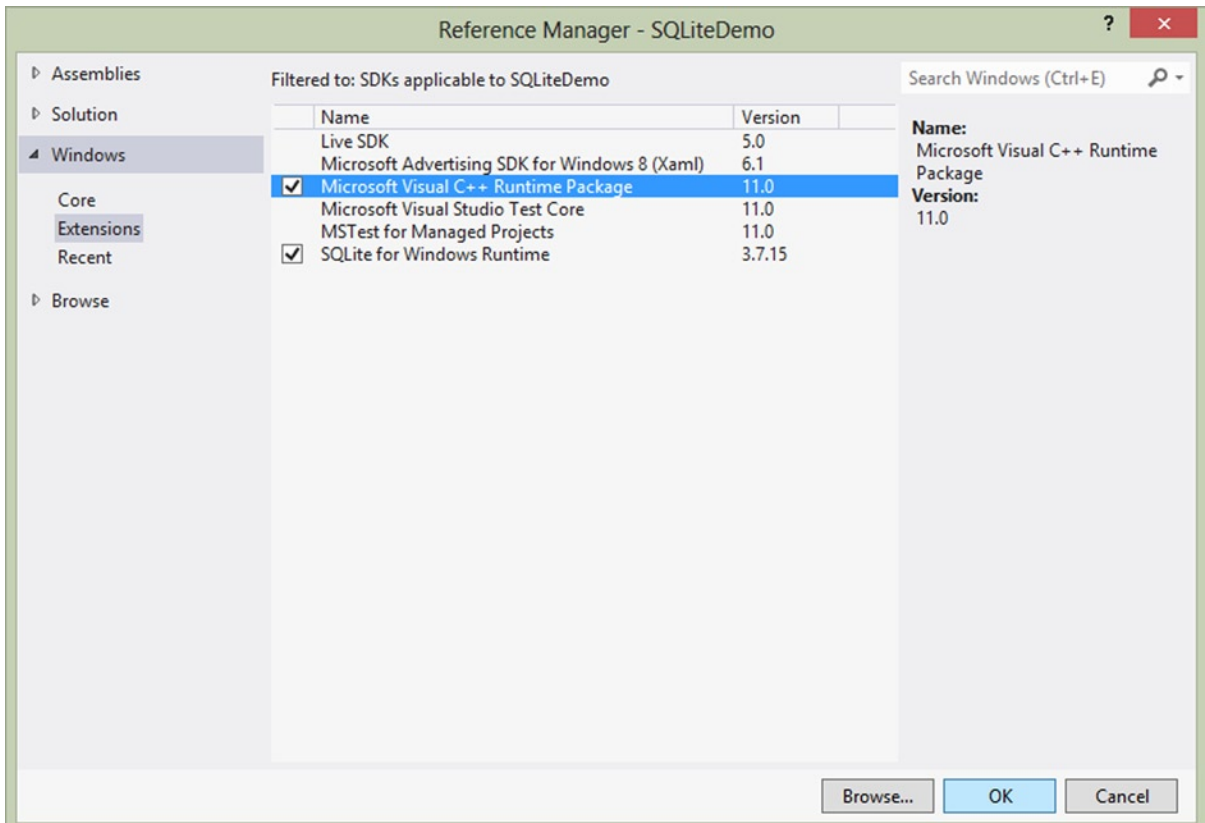 Reference Manager - SQLiteDemo
?
Assemblies
Solution
Windows
Core
Extensions
Recent
Browse
Filtered to: SDKs applicable to SQLiteDemo
Name Version
Live SDK 5.0
Microsoft Advertising SDK for Windows 8 (Xaml) 6.1
Microsoft Visual C++ Runtime Package 11.0
Microsoft Visual Studio Test Core 11.0
MSTest for Managed Projects 11.0
SQLite for Windows Runtime 3.7.15
Search Windows (Ctrl+E)
Name:
Microsoft Visual C++ Runtime
Package
Version:
11.0
Browse... OK Cancel